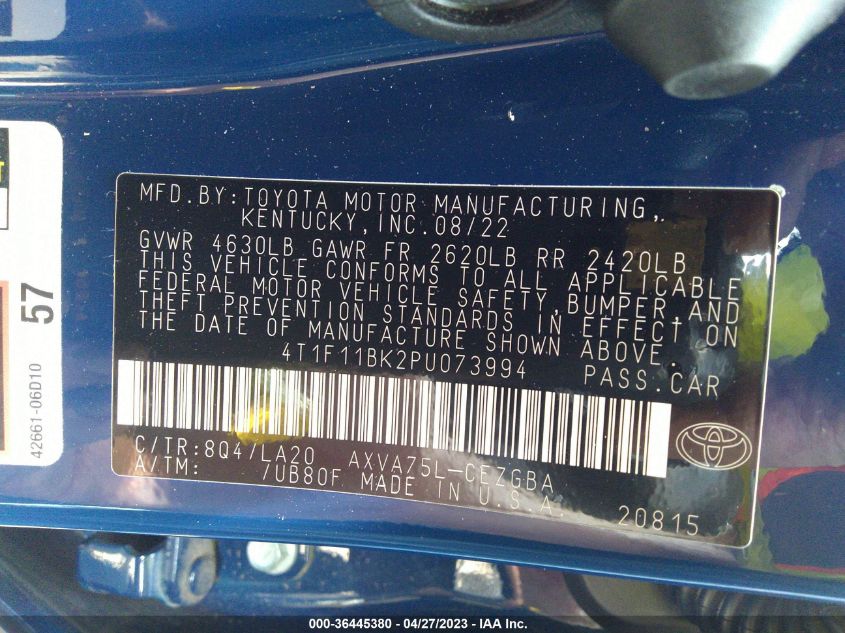 MFD.BY:TOYOTA MOTOR MANUFACTURING,
KENTUCKY,INC.08/22
GVWR 4630LB GAWR FR 2620LB RR 2420LB
THIS VEHICLE CONFORMS TO ALL APPLICABLE
FEDERAL MOTOR VEHICLE SAFETY,BUMPER,AND
THEFT PREVENTION STANDARDS IN EFFECT ON
THE DATE OF MANUFACTURE SHOWN ABOVE.
4T1F11BK2PU073994 PASS.CAR
C/TR:8Q4/LA20 AXVA75L-CEZGBA
A/TM: 7UB80F. MADE IN U.S.A.
20815
57
42661-06D10
000-36445380 - 04/27/2023 - IAA Inc.